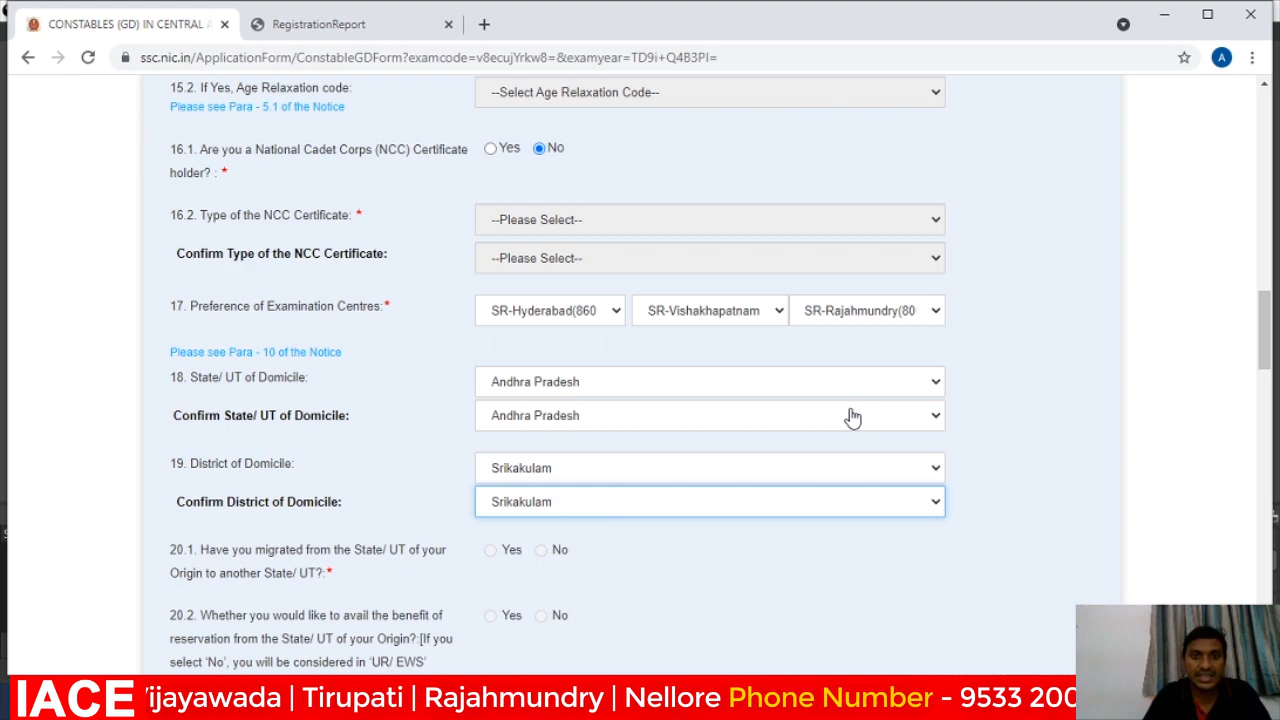 CONSTABLES (GD) IN CENTRAL
RegistrationReport
ssc.nic.in/ApplicationForm/ConstableGDForm?examcode=v8ecujYrkw8=&examyear=TD9i+Q4B3PI=
A
15.2. If Yes, Age Relaxation code:
--Select Age Relaxation Code--
Please see Para - 5.1 of the Notice
16.1. Are you a National Cadet Corps (NCC) Certificate
holder? : *
Yes No
16.2. Type of the NCC Certificate: *
--Please Select--
Confirm Type of the NCC Certificate:
--Please Select--
17. Preference of Examination Centres:*
SR-Hyderabad(860 SR-Vishakhapatnam SR-Rajahmundry(80
Please see Para - 10 of the Notice
18. State/ UT of Domicile:
Andhra Pradesh
Confirm State/ UT of Domicile:
Andhra Pradesh
19. District of Domicile:
Srikakulam
Confirm District of Domicile:
Srikakulam
20.1. Have you migrated from the State/ UT of your
Origin to another State/ UT?:*
Yes No
20.2. Whether you would like to avail the benefit of
reservation from the State/ UT of your Origin?:[If you
select 'No', you will be considered in 'UR/ EWS'
Yes No
IACE ijayawada | Tirupati | Rajahmundry | Nellore Phone Number - 9533 200